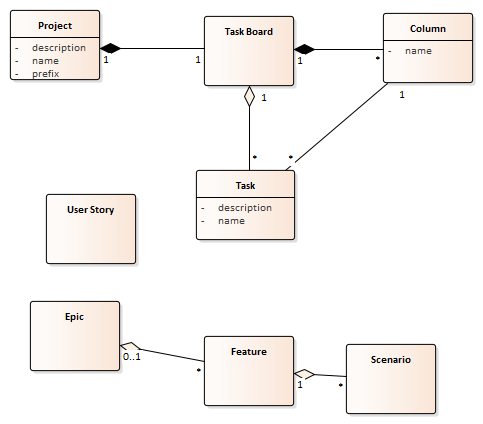 Project
- description
- name
- prefix
1
1
Task Board
1
1
*
Column
- name
1
*
*
Task
- description
- name
User Story
Epic
0..1
*
Feature
1
*
Scenario